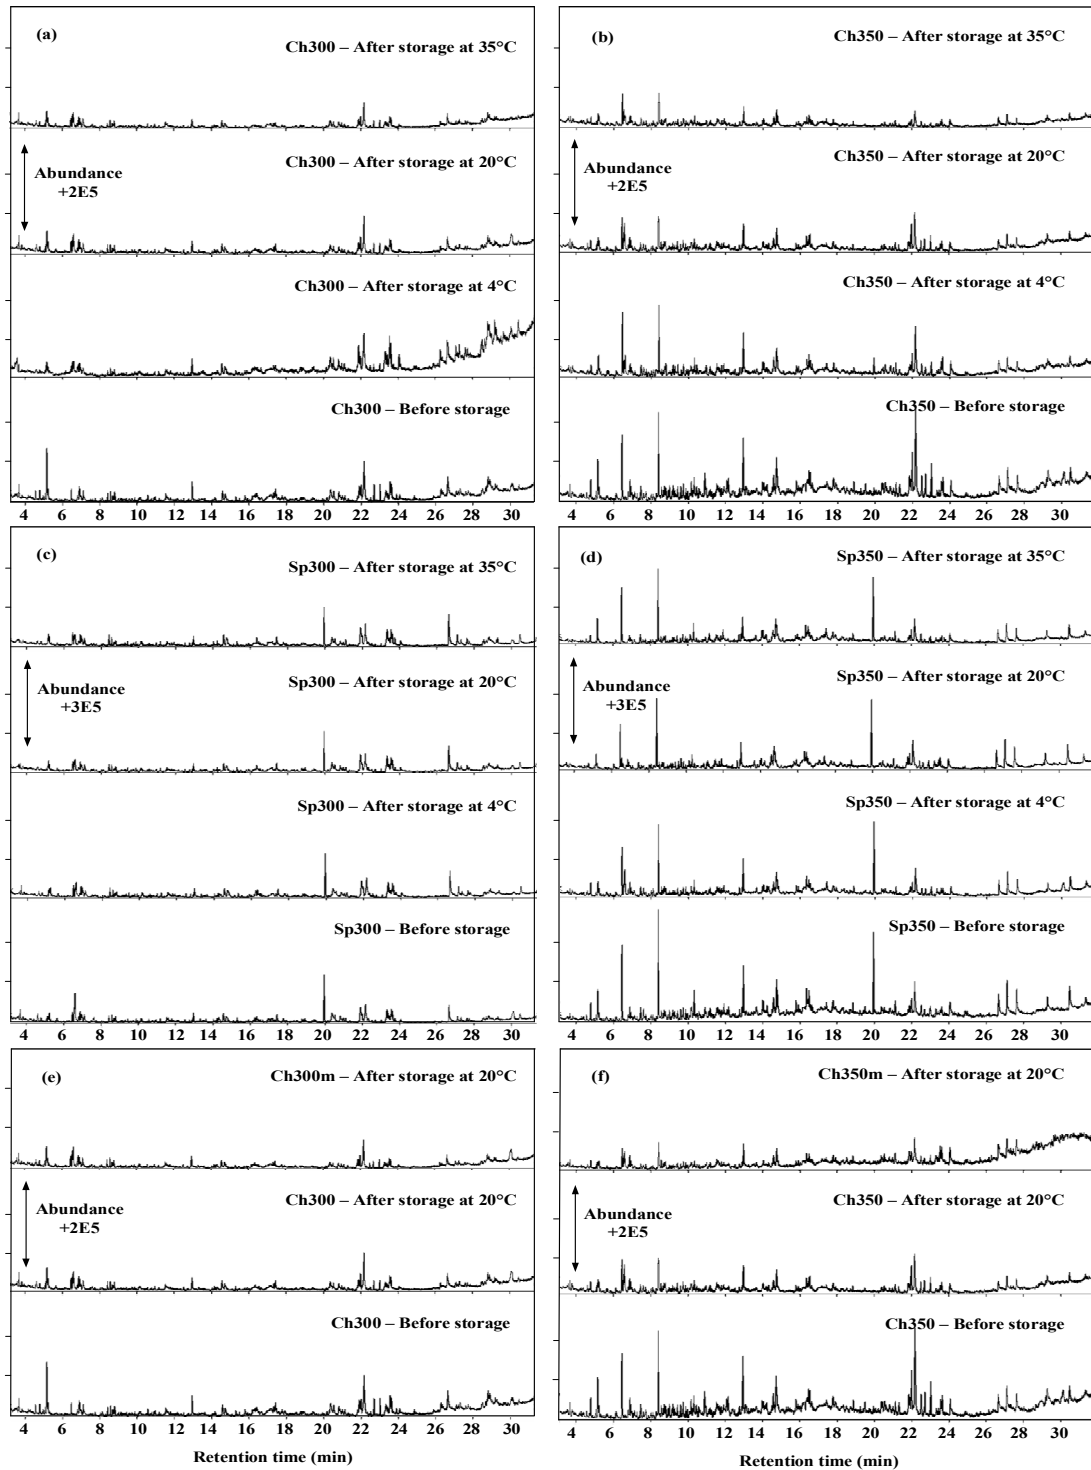 (a)
Ch300 – After storage at 35°C
Ch300 – After storage at 20°C
Abundance
+2E5
Ch300 – After storage at 4°C
Ch300 – Before storage
4 6 8 10 12 14 16 18 20 22 24 26 28 30
(b)
Ch350 – After storage at 35°C
Ch350 – After storage at 20°C
Abundance
+2E5
Ch350 – After storage at 4°C
Ch350 – Before storage
4 6 8 10 12 14 16 18 20 22 24 26 28 30
(c)
Sp300 – After storage at 35°C
Sp300 – After storage at 20°C
Abundance
+3E5
Sp300 – After storage at 4°C
Sp300 – Before storage
4 6 8 10 12 14 16 18 20 22 24 26 28 30
(d)
Sp350 – After storage at 35°C
Sp350 – After storage at 20°C
Abundance
+3E5
Sp350 – After storage at 4°C
Sp350 – Before storage
4 6 8 10 12 14 16 18 20 22 24 26 28 30
(e)
Ch300m – After storage at 20°C
Ch300 – After storage at 20°C
Abundance
+2E5
Ch300 – Before storage
4 6 8 10 12 14 16 18 20 22 24 26 28 30
Retention time (min)
(f)
Ch350m – After storage at 20°C
Ch350 – After storage at 20°C
Abundance
+2E5
Ch350 – Before storage
4 6 8 10 12 14 16 18 20 22 24 26 28 30
Retention time (min)